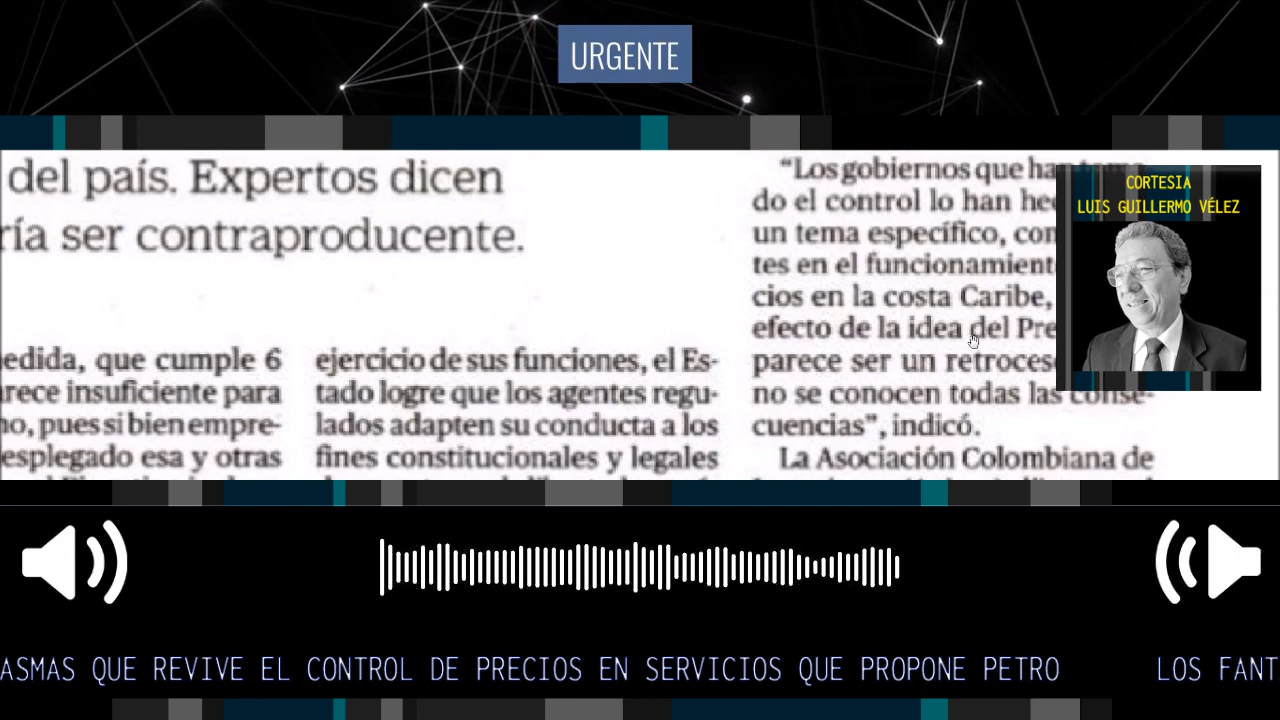 URGENTE
del país. Expertos dicen
ría ser contraproducente.
edida, que cumple 6
rece insuficiente para
o, pues si bien empre-
esplegado esa y otras
ejercicio de sus funciones, el Es-
tado logre que los agentes regu-
lados adapten su conducta a los
fines constitucionales y legales
“Los gobiernos que han
do el control lo han
un tema específico,
tes en el funcionamient
cios en la costa Caribe,
efecto de la idea del Pre
parece ser un retroces
no se conocen todas las conse-
cuencias”, indicó.
La Asociación Colombiana de
CORTESIA
LUIS GUILLERMO VÉLEZ
ASMAS QUE REVIVE EL CONTROL DE PRECIOS EN SERVICIOS QUE PROPONE PETRO LOS FANT